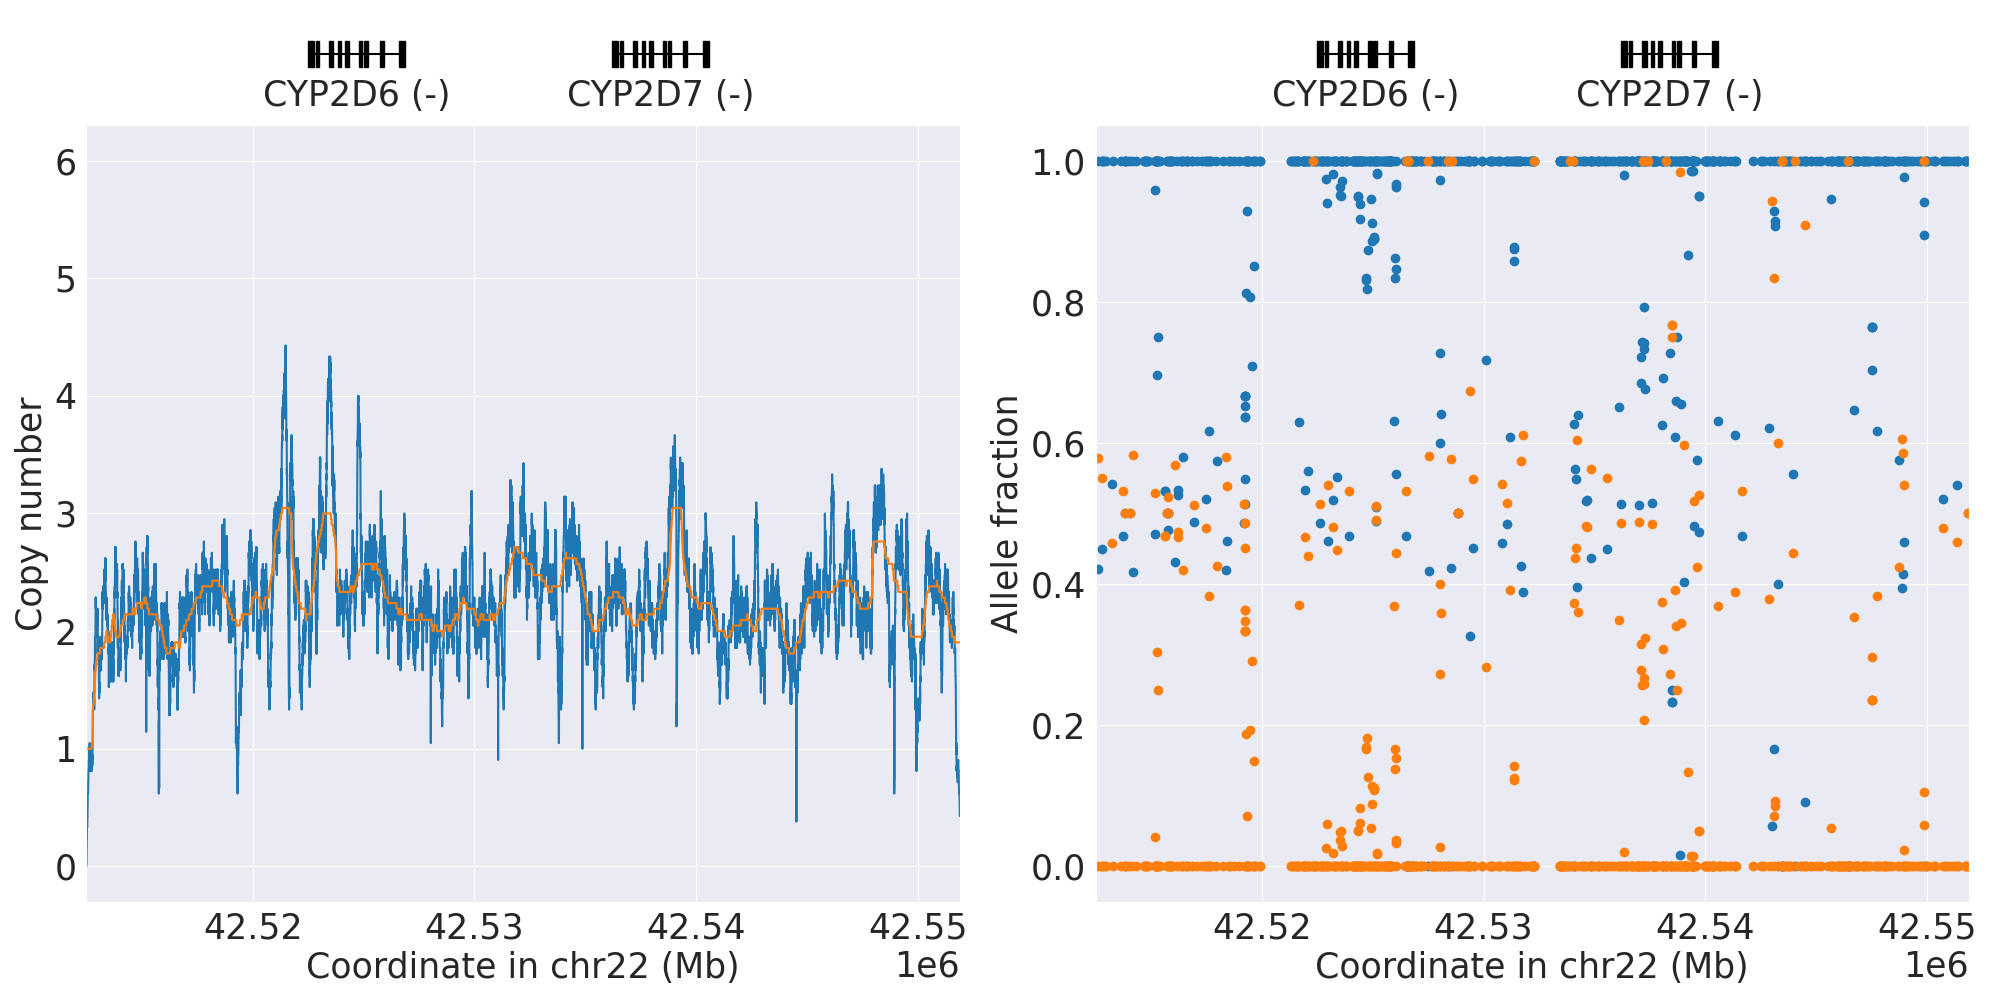 CYP2D6 (-)
CYP2D7 (-)
Copy number
6
5
4
3
2
1
0
42.52
42.53
42.54
42.55
Coordinate in chr22 (Mb)
1e6
CYP2D6 (-)
CYP2D7 (-)
Allele fraction
1.0
0.8
0.6
0.4
0.2
0.0
42.52
42.53
42.54
42.55
Coordinate in chr22 (Mb)
1e6